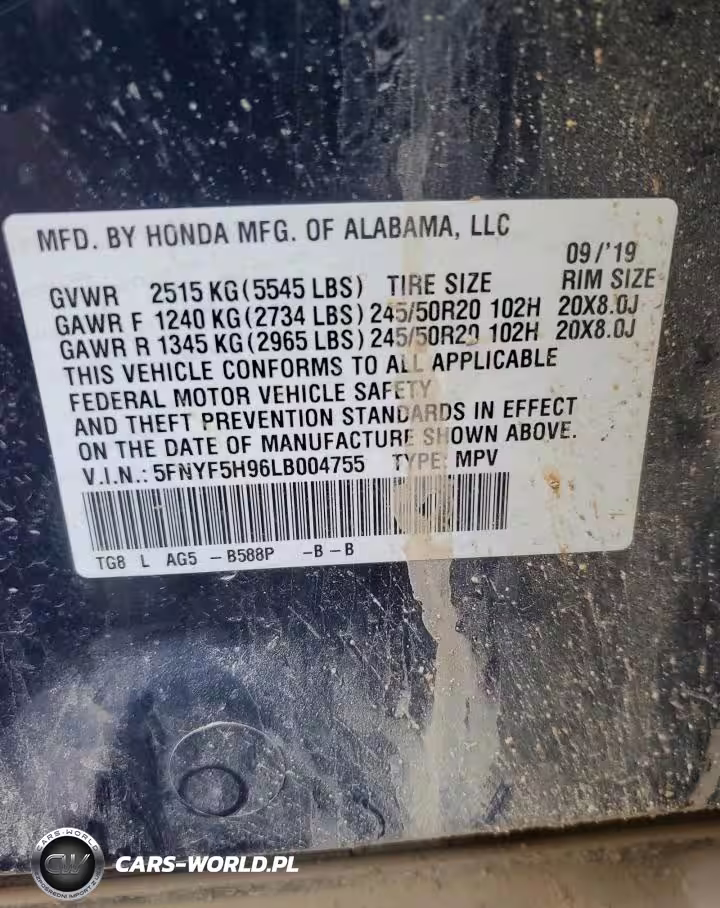 MFD. BY HONDA MFG. OF ALABAMA, LLC
09/'19
GVWR 2515 KG (5545 LBS) TIRE SIZE RIM SIZE
GAWR F 1240 KG (2734 LBS) 245/50R20 102H 20X8.0J
GAWR R 1345 KG (2965 LBS) 245/50R20 102H 20X8.0J
THIS VEHICLE CONFORMS TO ALL APPLICABLE
FEDERAL MOTOR VEHICLE SAFETY
AND THEFT PREVENTION STANDARDS IN EFFECT
ON THE DATE OF MANUFACTURE SHOWN ABOVE.
V.I.N.: 5FNYF5H96LB004755 TYPE: MPV
TG8 L AG5 – B588P –B – B
CARS-WORLD
CW
CARS-WORLD.PL